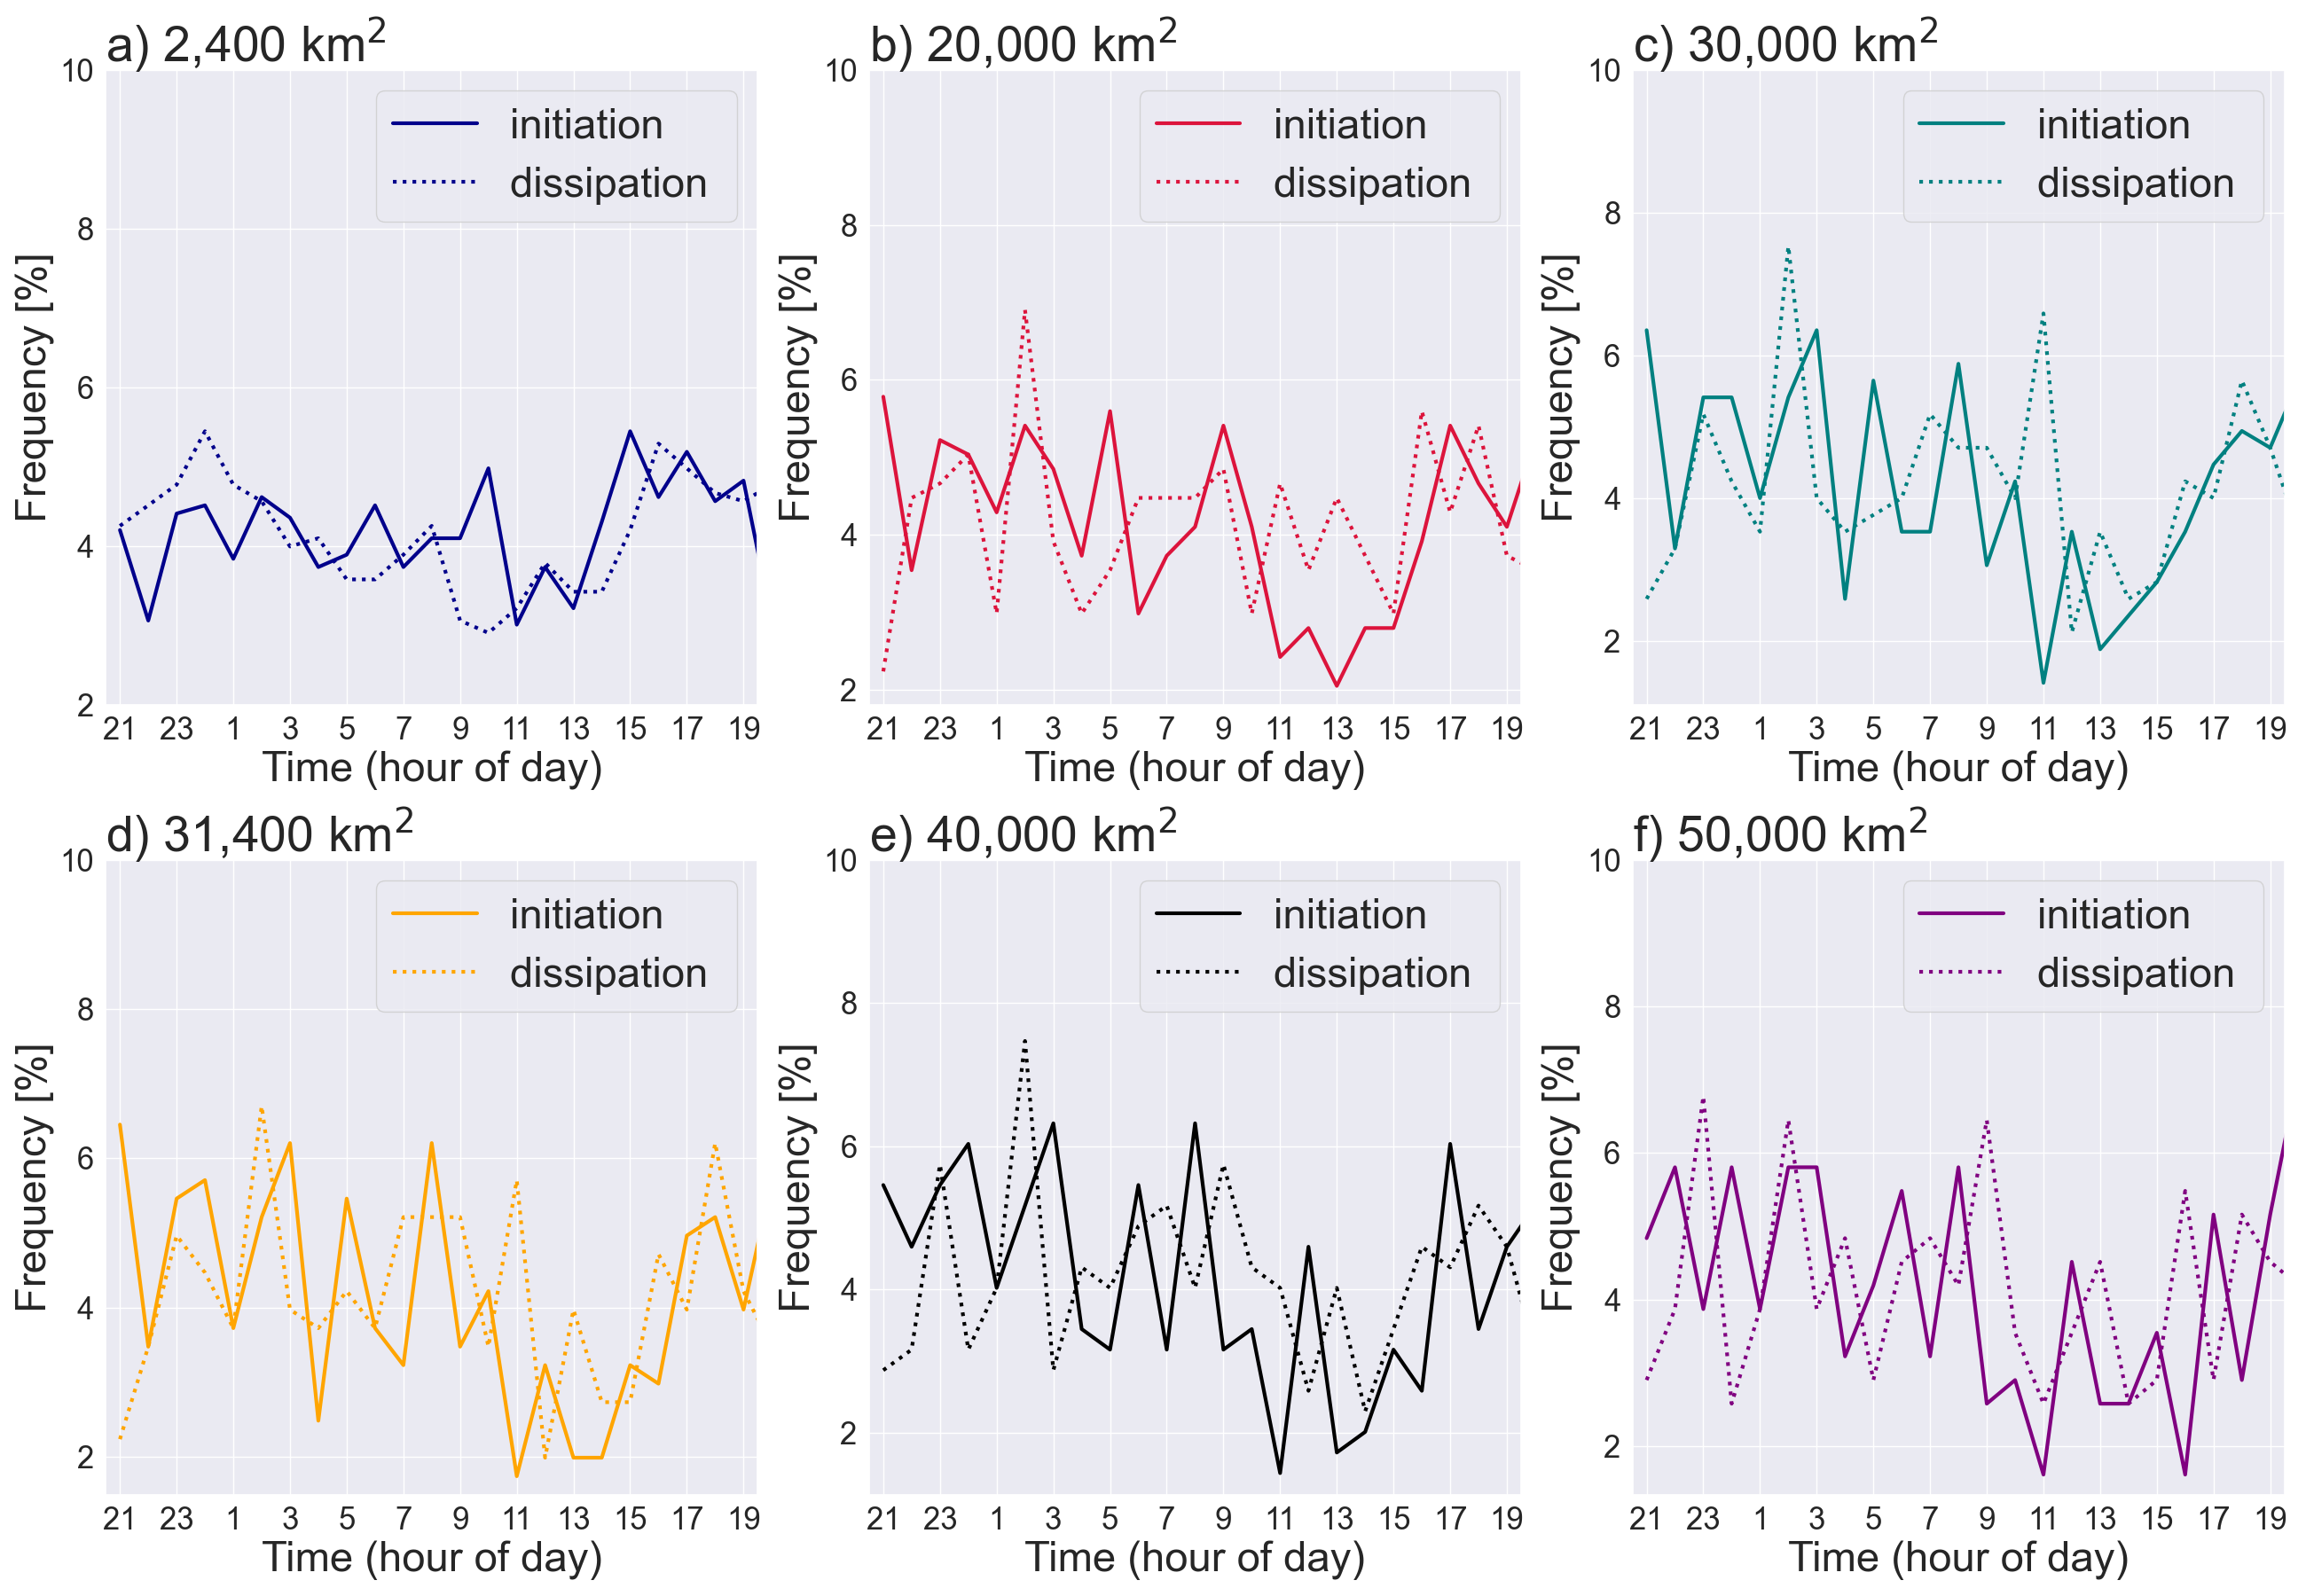 a) 2,400 km²
10
8
6
4
2
Frequency [%]
initiation
dissipation
21 23 1 3 5 7 9 11 13 15 17 19
Time (hour of day)
b) 20,000 km²
10
8
6
4
2
Frequency [%]
initiation
dissipation
21 23 1 3 5 7 9 11 13 15 17 19
Time (hour of day)
c) 30,000 km²
10
8
6
4
2
Frequency [%]
initiation
dissipation
21 23 1 3 5 7 9 11 13 15 17 19
Time (hour of day)
d) 31,400 km²
10
8
6
4
2
Frequency [%]
initiation
dissipation
21 23 1 3 5 7 9 11 13 15 17 19
Time (hour of day)
e) 40,000 km²
10
8
6
4
2
Frequency [%]
initiation
dissipation
21 23 1 3 5 7 9 11 13 15 17 19
Time (hour of day)
f) 50,000 km²
10
8
6
4
2
Frequency [%]
initiation
dissipation
21 23 1 3 5 7 9 11 13 15 17 19
Time (hour of day)